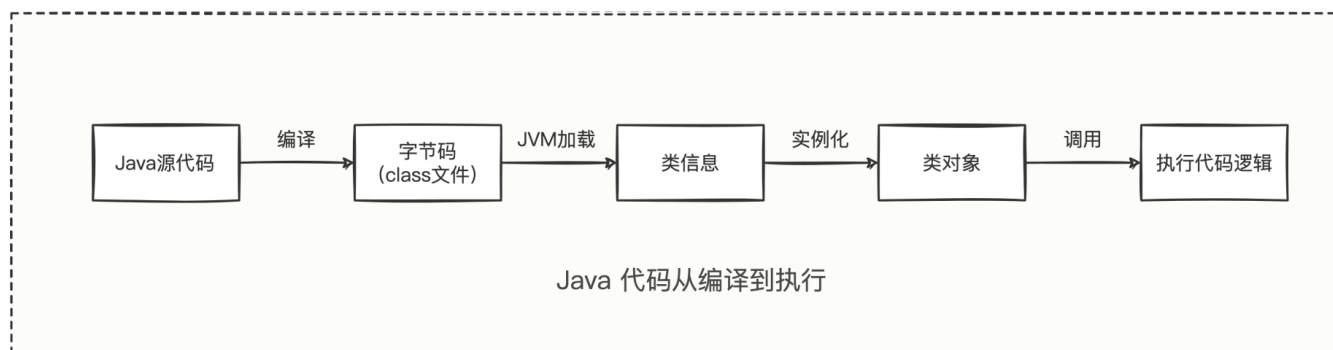 编译
JVM加载
实例化
调用
Java源代码
字节码
（class文件）
类信息
类对象
执行代码逻辑
Java 代码从编译到执行